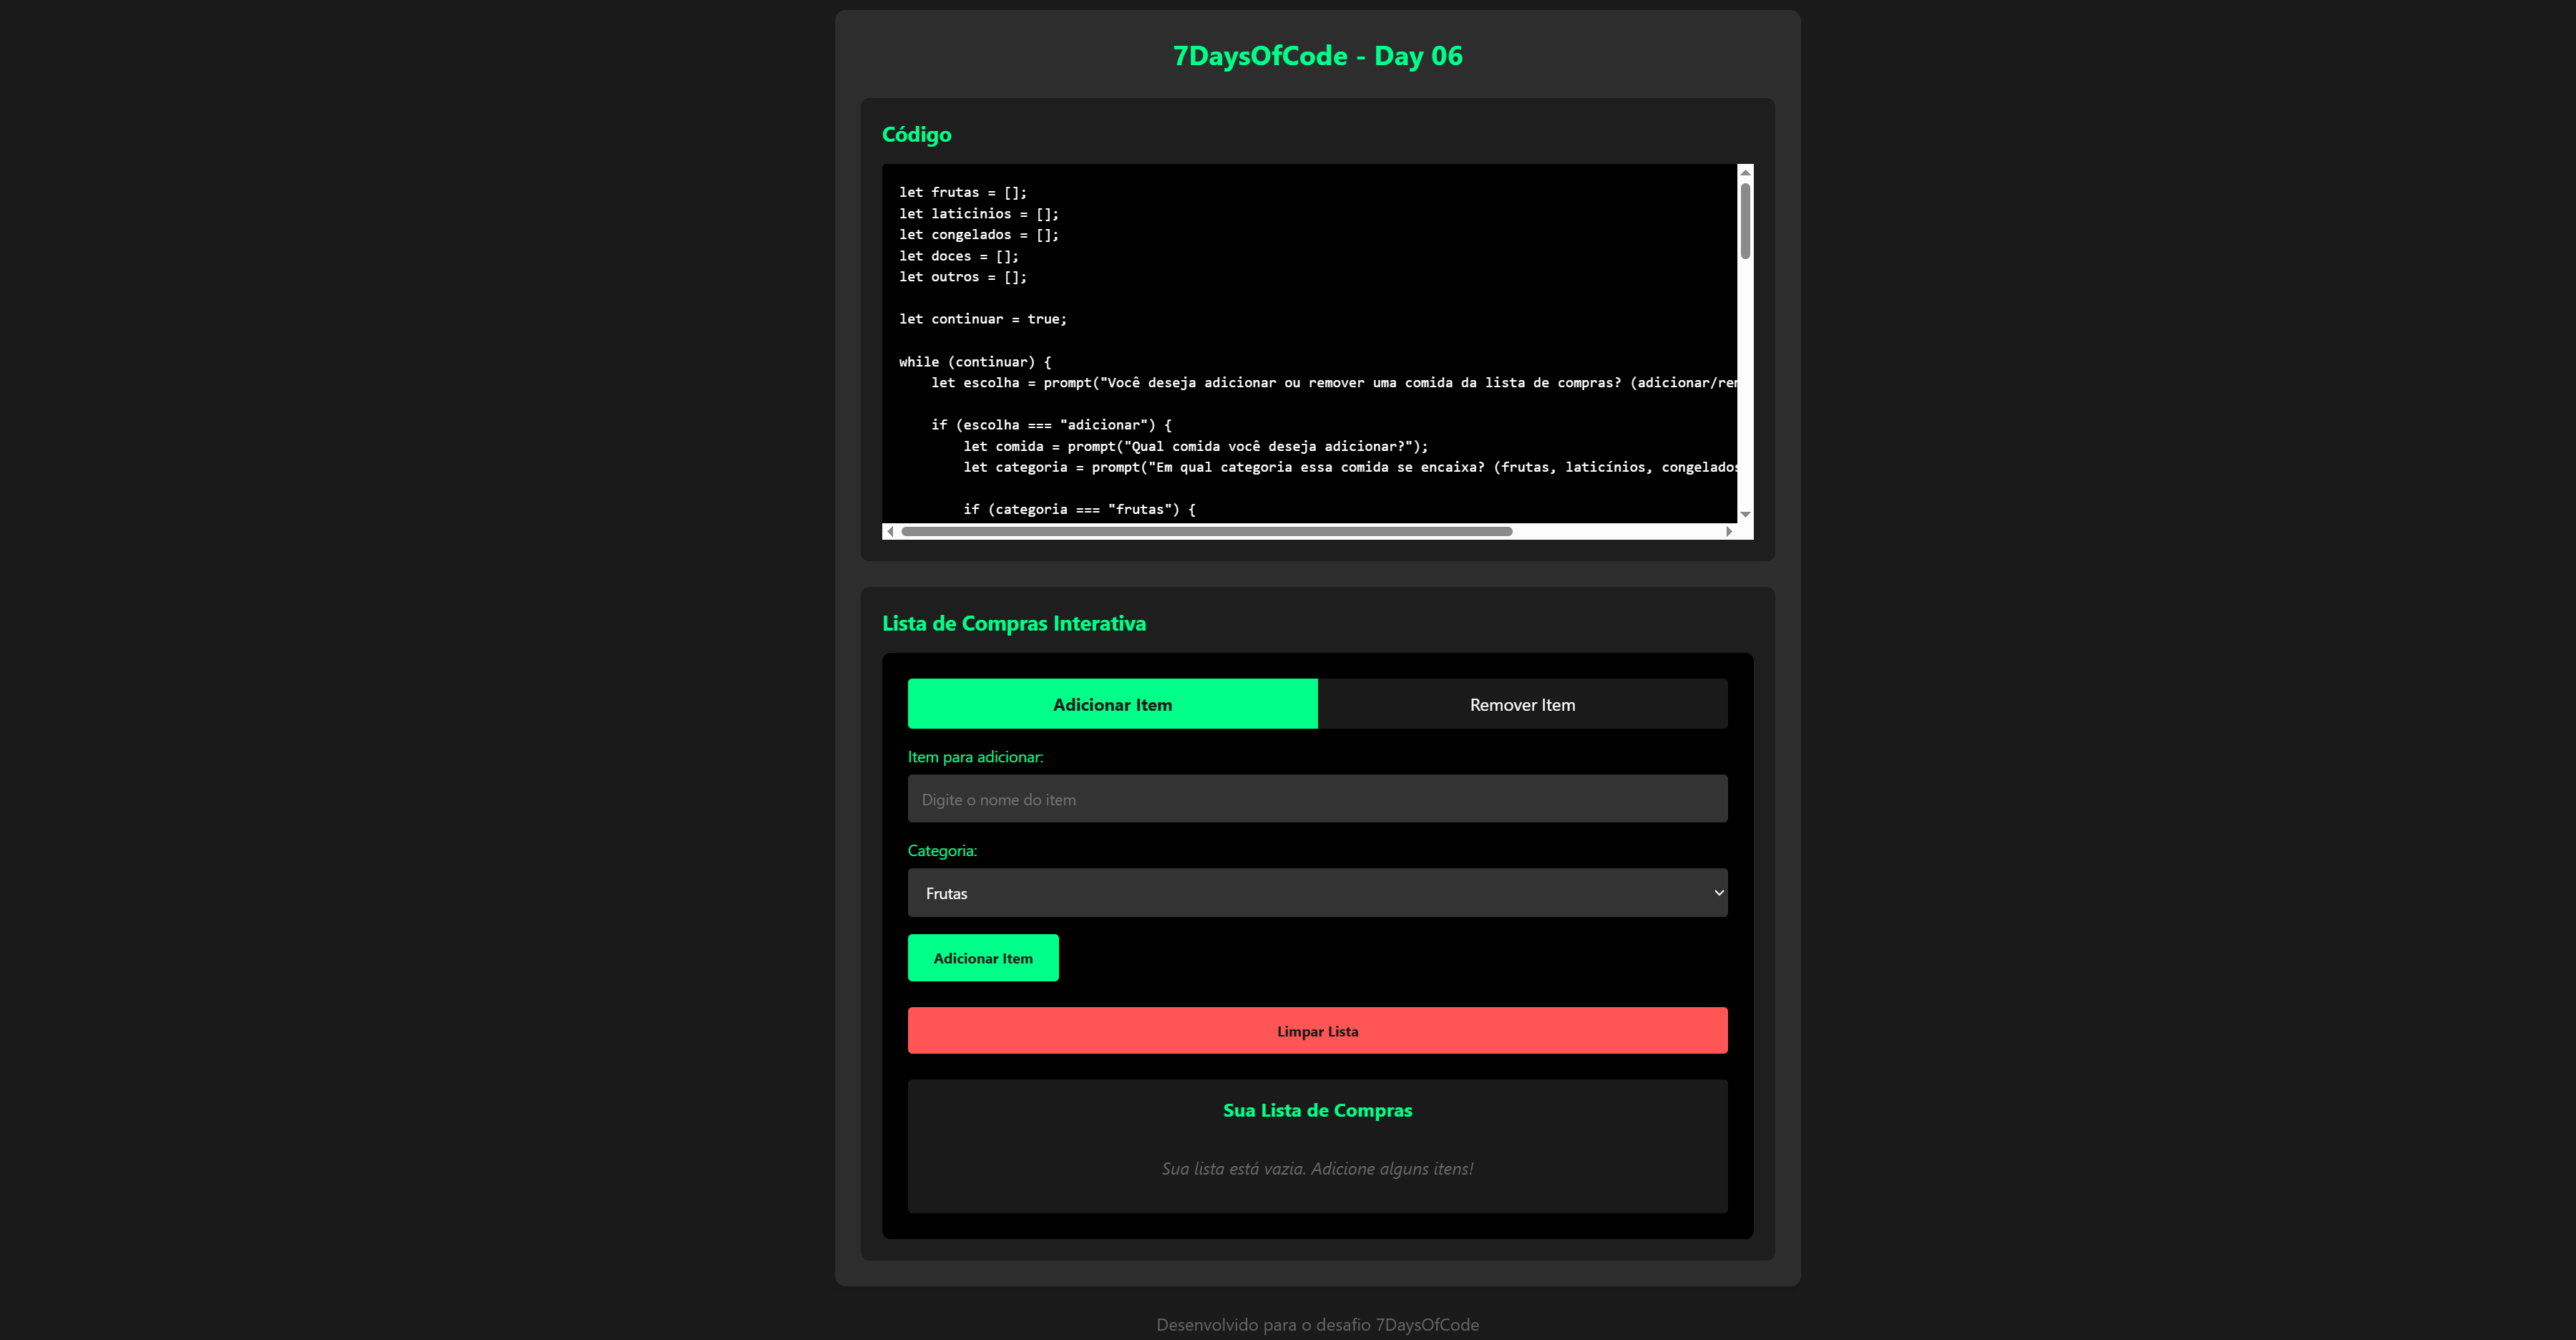 7DaysOfCode - Day 06
Código
let frutas = [];
let laticinios = [];
let congelados = [];
let doces = [];
let outros = [];
let continuar = true;
while (continuar) {
let escolha = prompt("Você deseja adicionar ou remover uma comida da lista de compras? (adicionar/rem
if (escolha === "adicionar") {
let comida = prompt("Qual comida você deseja adicionar?");
let categoria = prompt("Em qual categoria essa comida se encaixa? (frutas, laticínios, congelados
if (categoria === "frutas") {
Lista de Compras Interativa
Adicionar Item
Remover Item
Item para adicionar:
Digite o nome do item
Categoria:
Frutas
Adicionar Item
Limpar Lista
Sua Lista de Compras
Sua lista está vazia. Adicione alguns itens!
Desenvolvido para o desafio 7DaysOfCode